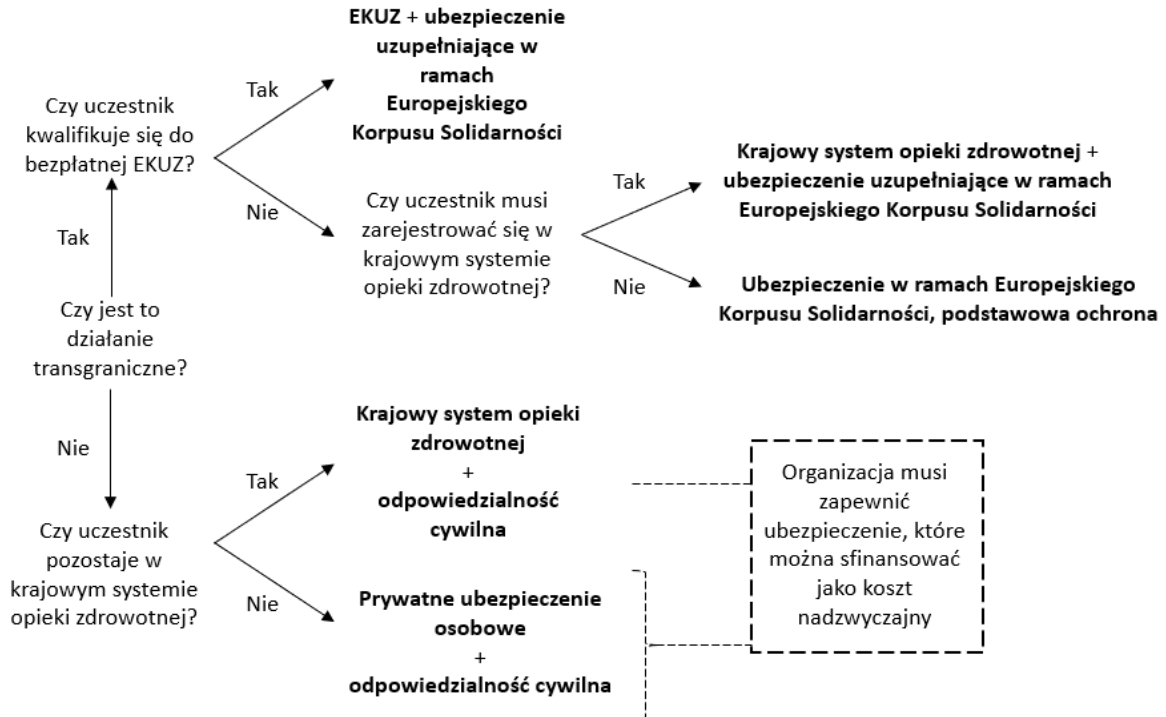 EKUZ + ubezpieczenie
uzupełniające w
ramach
Europejskiego
Korpusu Solidarności
Tak
Czy uczestnik
kwalifikuje się do
bezpłatnej EKUZ?
Nie
Czy uczestnik musi
zarejestrować się w
krajowym systemie
opieki zdrowotnej?
Tak
Krajowy system opieki zdrowotnej +
ubezpieczenie uzupełniające w ramach
Europejskiego Korpusu Solidarności
Nie
Ubezpieczenie w ramach Europejskiego
Korpusu Solidarności, podstawowa ochrona
Tak
Czy jest to
działanie
transgraniczne?
Nie
Czy uczestnik
pozostaje w
krajowym systemie
opieki zdrowotnej?
Tak
Krajowy system opieki
zdrowotnej
+
odpowiedzialność
cywilna
Nie
Prywatne ubezpieczenie
osobowe
+
odpowiedzialność cywilna
Organizacja musi
zapewnić
ubezpieczenie, które
można sfinansować
jako koszt
nadzwyczajny